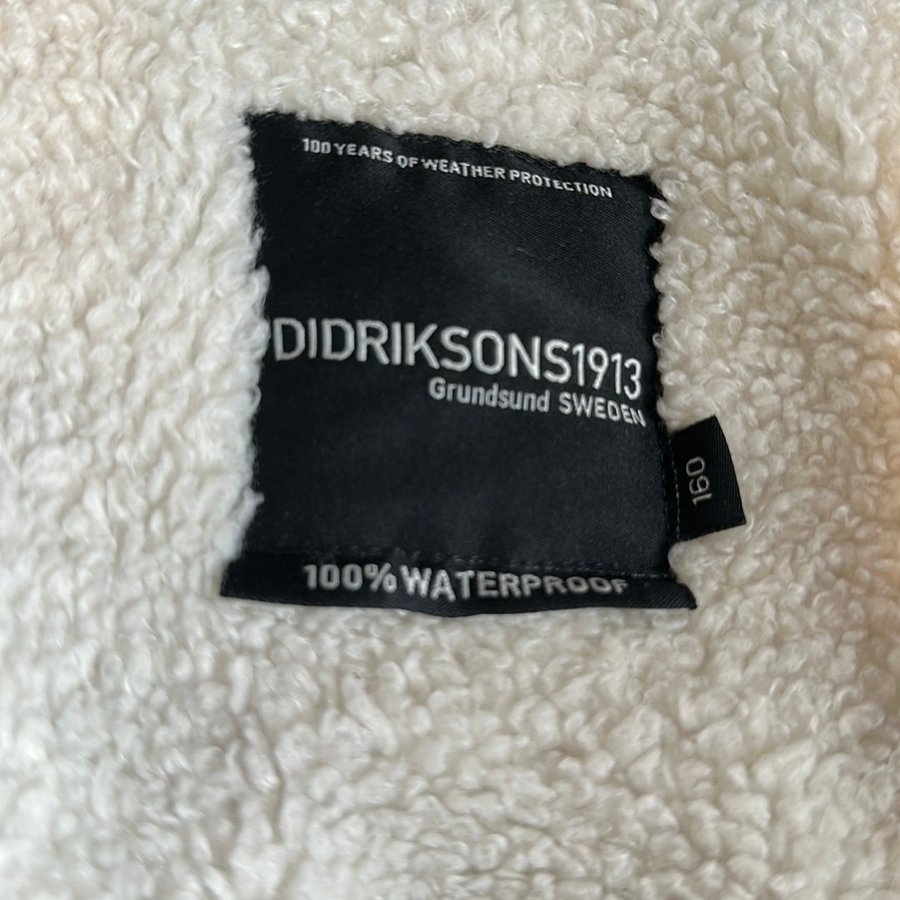 100 YEARS OF WEATHER PROTECTION
DIDRIKSONS1913
Grundsund SWEDEN
160
100% WATERPROOF